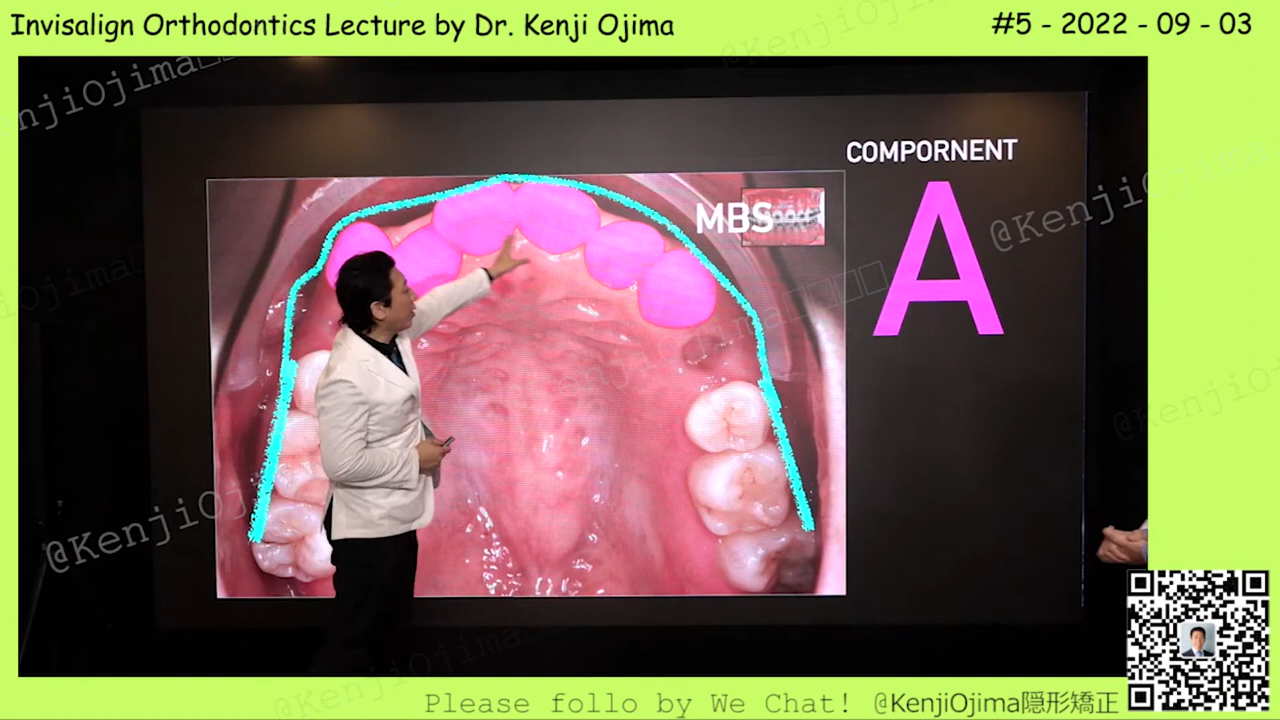 Invisalign Orthodontics Lecture by Dr. Kenji Ojima
#5 - 2022 - 09 - 03
COMPORNENT
MBS
A
@KenjiOjima
@KenjiOjima
Please follo by We Chat! @KenjiOjima隠形矯正